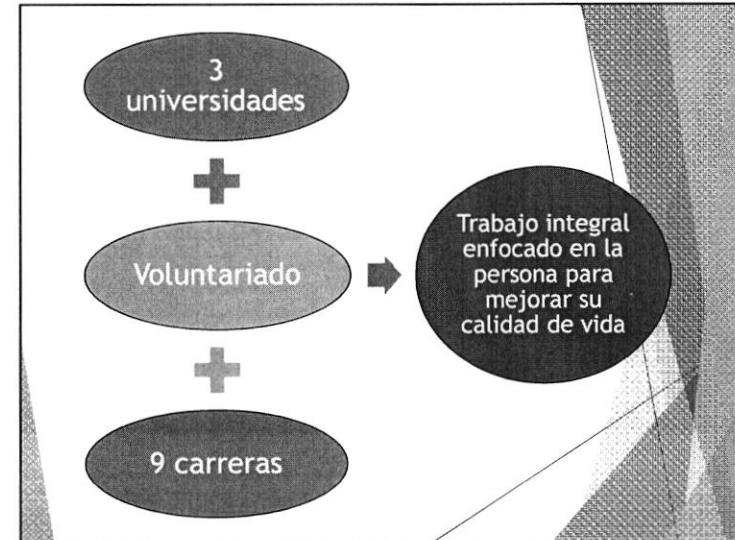 3
universidades
Voluntariado
9 carreras
Trabajo integral
enfocado en la
persona para
mejorar su
calidad de vida